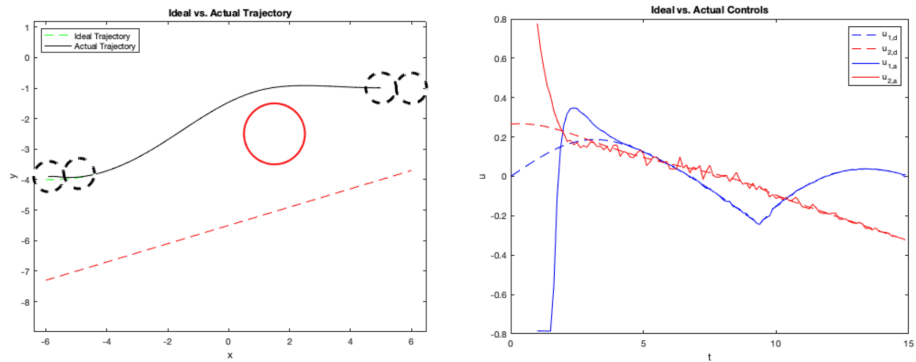 Ideal vs. Actual Trajectory
1
0
-1
-2
-3
-4
-5
-6
-7
-8
y
-6
-4
-2
0
2
4
6
x
Ideal Trajectory
Actual Trajectory
Ideal vs. Actual Controls
0.8
0.6
0.4
0.2
0
-0.2
-0.4
-0.6
-0.8
u
0
5
10
15
t
u1,d
u2,d
u1,a
u2,a